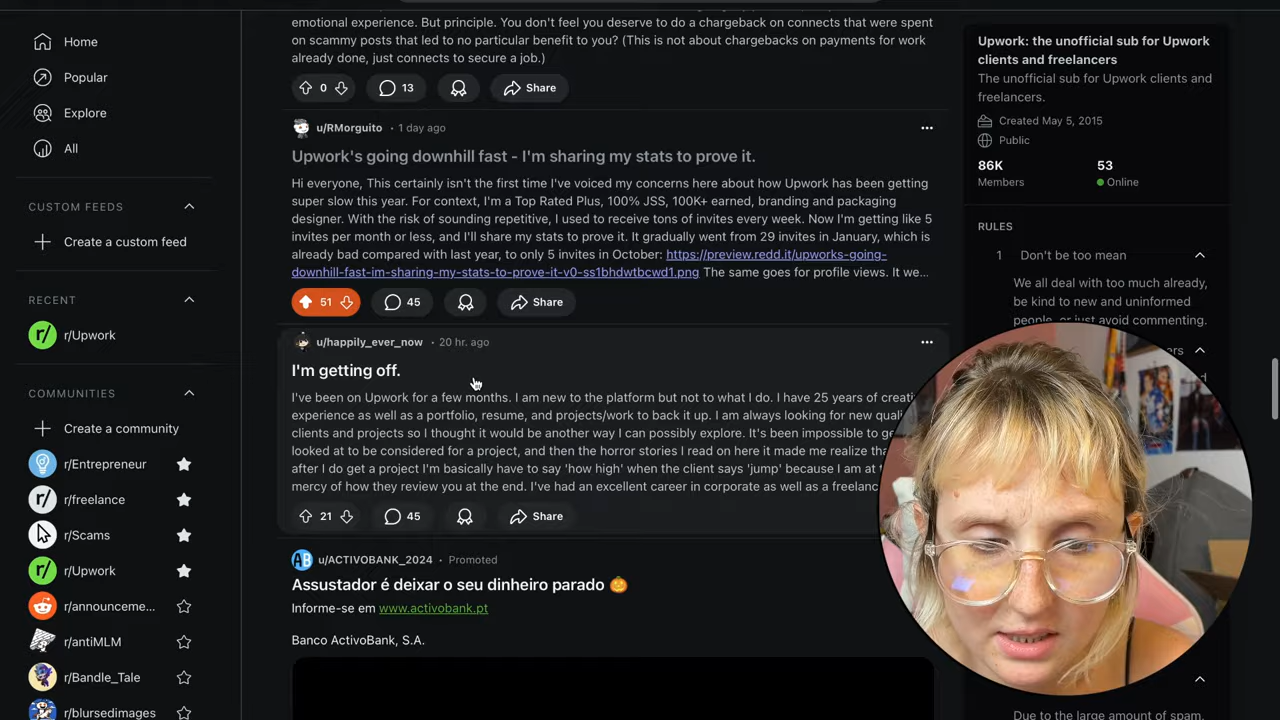 Home
Popular
Explore
All
CUSTOM FEEDS
Create a custom feed
RECENT
r/Upwork
COMMUNITIES
Create a community
r/Entrepreneur
r/freelance
r/Scams
r/Upwork
r/announceme...
r/antiMLM
r/Bandle_Tale
r/blursedimages
emotional experience. But principle. You don't feel you deserve to do a chargeback on connects that were spent
on scammy posts that led to no particular benefit to you? (This is not about chargebacks on payments for work
already done, just connects to secure a job.)
0 13 Share
u/RMorguito • 1 day ago
Upwork's going downhill fast - I'm sharing my stats to prove it.
Hi everyone, This certainly isn't the first time I've voiced my concerns here about how Upwork has been getting
super slow this year. For context, I'm a Top Rated Plus, 100% JSS, 100K+ earned, branding and packaging
designer. With the risk of sounding repetitive, I used to receive tons of invites every week. Now I'm getting like 5
invites per month or less, and I'll share my stats to prove it. It gradually went from 29 invites in January, which is
already bad compared with last year, to only 5 invites in October: https://preview.redd.it/upworks-going-
downhill-fast-im-sharing-my-stats-to-prove-it-v0-ss1bhdwtbcwd1.png The same goes for profile views. It we...
51 45 Share
u/happily_ever_now • 20 hr. ago
I'm getting off.
I've been on Upwork for a few months. I am new to the platform but not to what I do. I have 25 years of
experience as well as a portfolio, resume, and projects/work to back it up. I am always looking for new
clients and projects so I thought it would be another way I can possibly explore. It's been impossible to
looked at to be considered for a project, and then the horror stories I read on here it made me realize
after I do get a project I'm basically have to say 'how high' when the client says 'jump' because I am at
mercy of how they review you at the end. I've had an excellent career in corporate as well as a
21 45 Share
u/ACTIVOBANK_2024 • Promoted
Assustador é deixar o seu dinheiro parado 🎃
Informe-se em www.activobank.pt
Banco ActivoBank, S.A.
Upwork: the unofficial sub for Upwork
clients and freelancers
The unofficial sub for Upwork clients and
freelancers.
Created May 5, 2015
Public
86K 53
Members Online
RULES
1 Don't be too mean
We all deal with too much already,
be kind to new and uninformed
people, or just avoid commenting.
Due to the large amount of spam,